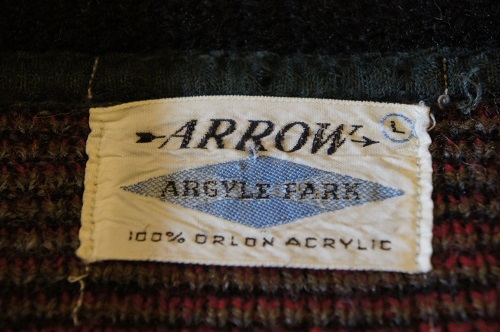 ARROW
L
ARGYLE PARK
100% ORLON ACRYLIC